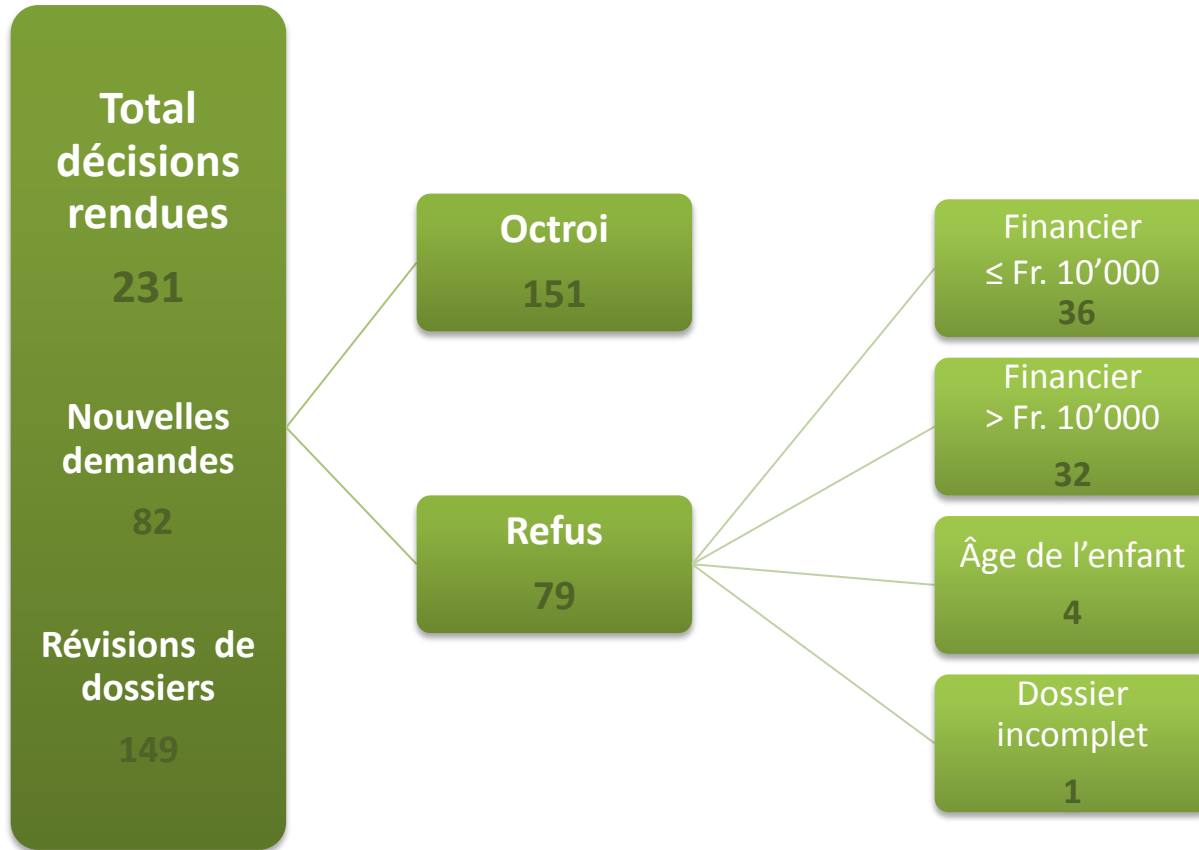 Total
décisions
rendues
231
Nouvelles
demandes
82
Révisions de
dossiers
149
Octroi
151
Refus
79
Financier
≤ Fr. 10’000
36
Financier
> Fr. 10’000
32
Âge de l’enfant
4
Dossier
incomplet
1